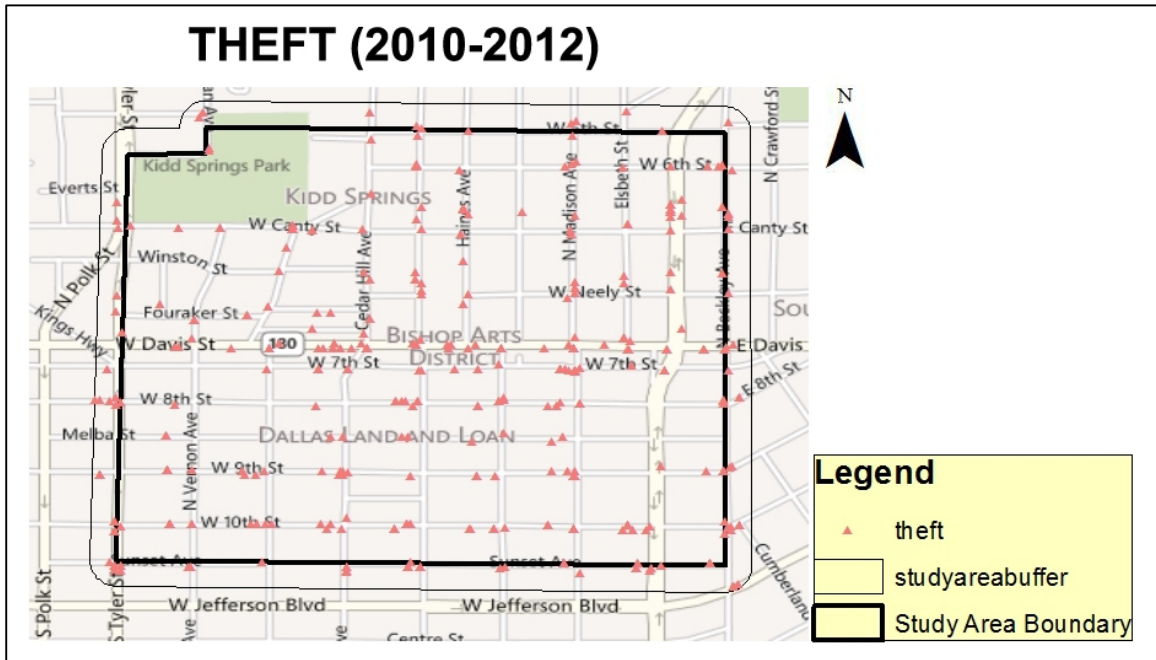 THEFT (2010-2012)
N
N Crawford St
W 6th St
Kidd Springs Park
Everts St
KIDD SPRINGS
Haines Ave
N Madison Ave
Elsbeth St
W Canty St
Canty St
Winston St
N Polk St
Cedar Hill Ave
W Neely St
N Beckley Ave
Fouraker St
Kings Hwy
W Davis St
180
BISHOP ARTS
DISTRICT
E Davis
W 7th St
W 7th St
E 8th St
W 8th St
Melba St
DALLAS LAND AND LOAN
N Vernon Ave
W 9th St
W 10th St
Sunset Ave
Sunset Ave
Cumberland
S Polk St
S Tyler St
W Jefferson Blvd
W Jefferson Blvd
Centre St
Legend
theft
studyareabuffer
Study Area Boundary